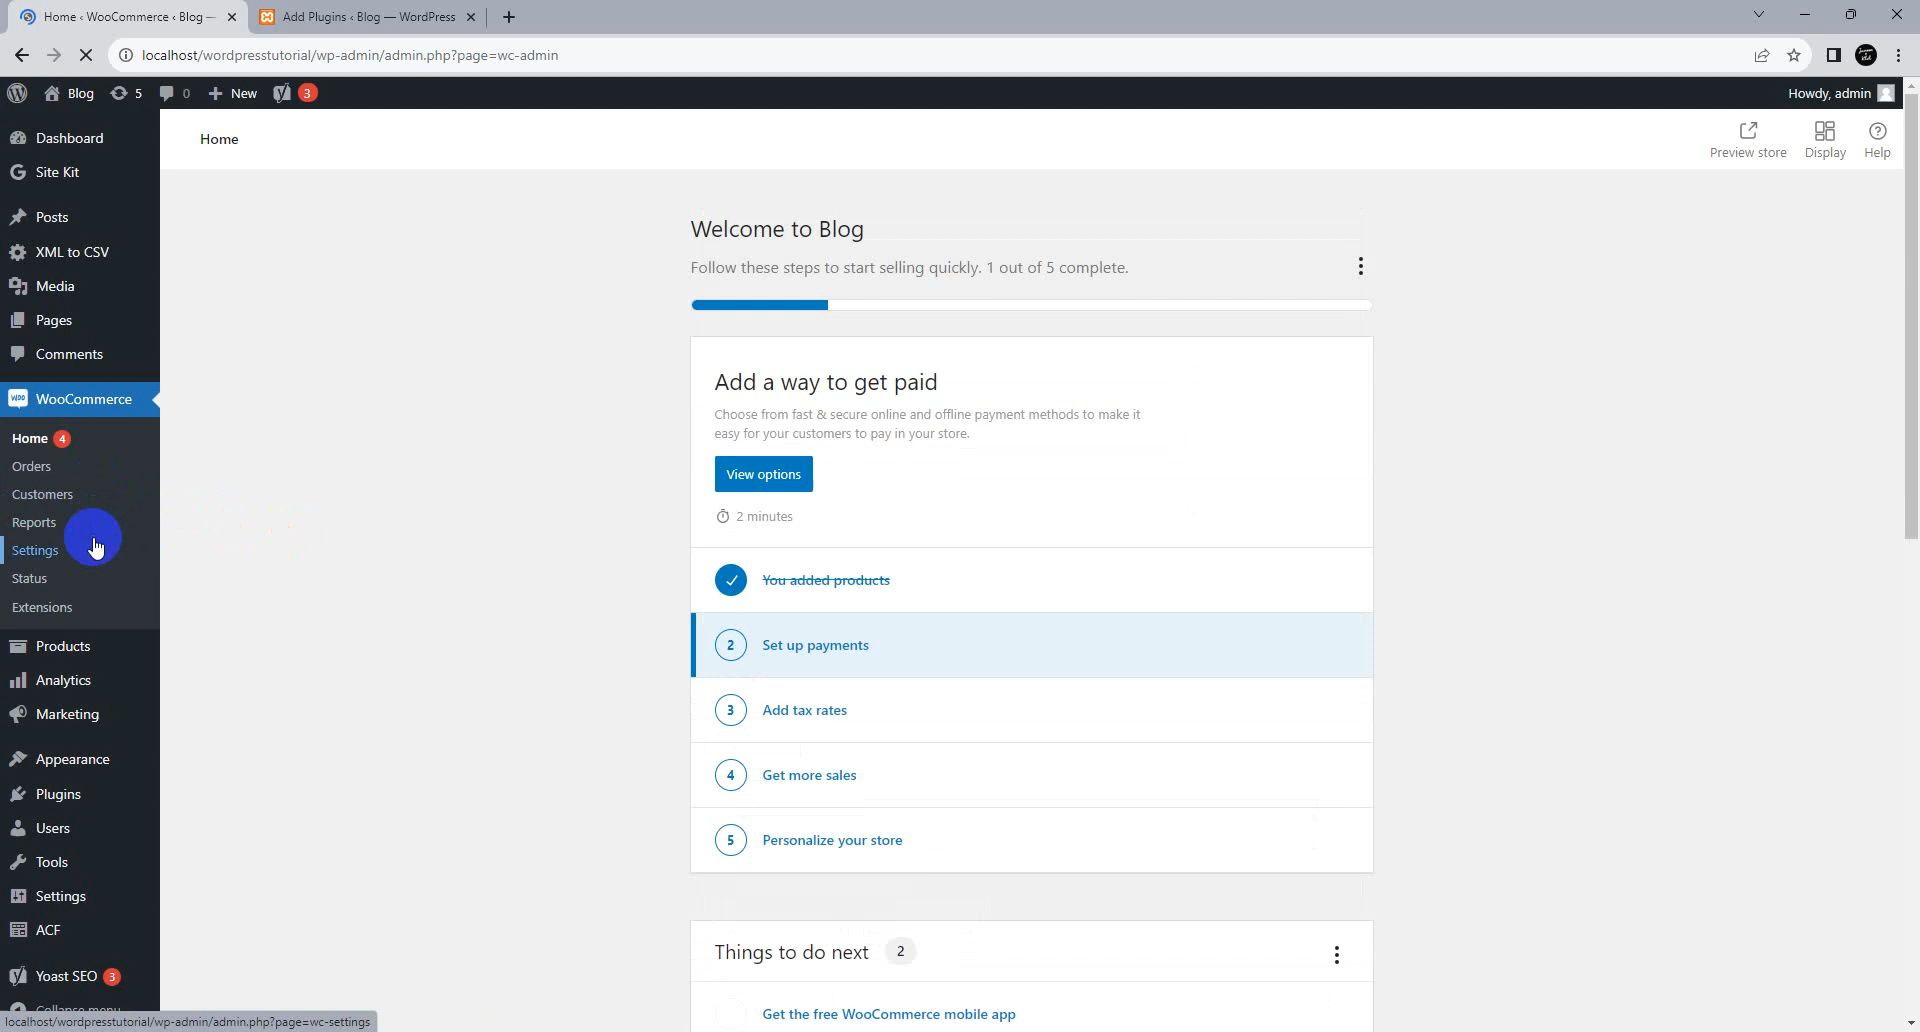 Home ‹ WooCommerce ‹ Blog —
Add Plugins ‹ Blog — WordPress
localhost/wordpresstutorial/wp-admin/admin.php?page=wc-admin
Blog
5
0
New
3
Howdy, admin
Dashboard
Site Kit
Posts
XML to CSV
Media
Pages
Comments
WooCommerce
Home 4
Orders
Customers
Reports
Settings
Status
Extensions
Products
Analytics
Marketing
Appearance
Plugins
Users
Tools
Settings
ACF
Yoast SEO 3
Collapse menu
localhost/wordpresstutorial/wp-admin/admin.php?page=wc-settings
Home
Preview store
Display
Help
Welcome to Blog
Follow these steps to start selling quickly. 1 out of 5 complete.
Add a way to get paid
Choose from fast & secure online and offline payment methods to make it
easy for your customers to pay in your store.
View options
2 minutes
You added products
2 Set up payments
3 Add tax rates
4 Get more sales
5 Personalize your store
Things to do next 2
Get the free WooCommerce mobile app